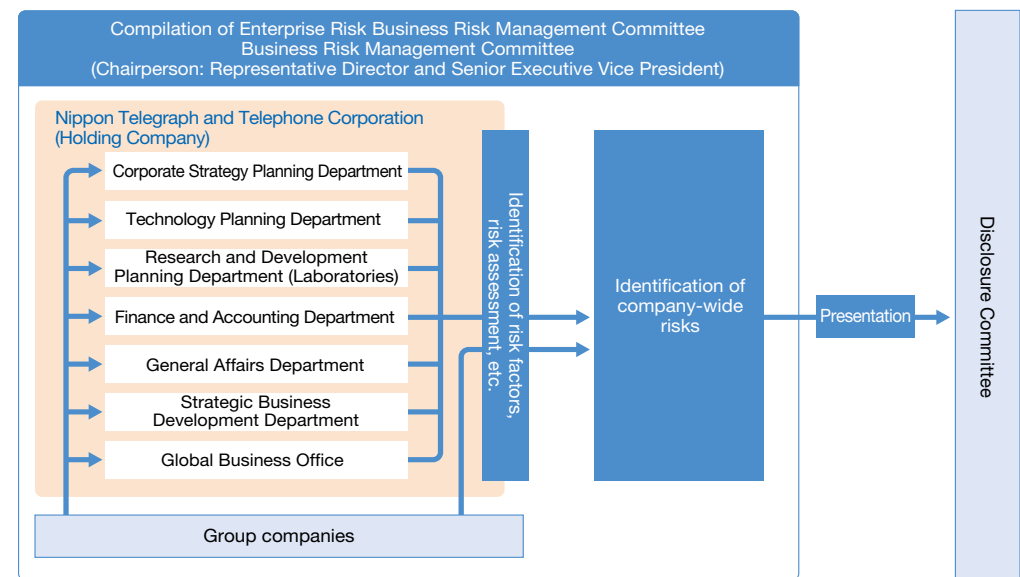 Compilation of Enterprise Risk Business Risk Management Committee
Business Risk Management Committee
(Chairperson: Representative Director and Senior Executive Vice President)
Nippon Telegraph and Telephone Corporation
(Holding Company)
Corporate Strategy Planning Department
Technology Planning Department
Research and Development
Planning Department (Laboratories)
Finance and Accounting Department
General Affairs Department
Strategic Business
Development Department
Global Business Office
Group companies
Identification of risk factors,
risk assessment, etc.
Identification of
company-wide
risks
Presentation
Disclosure Committee